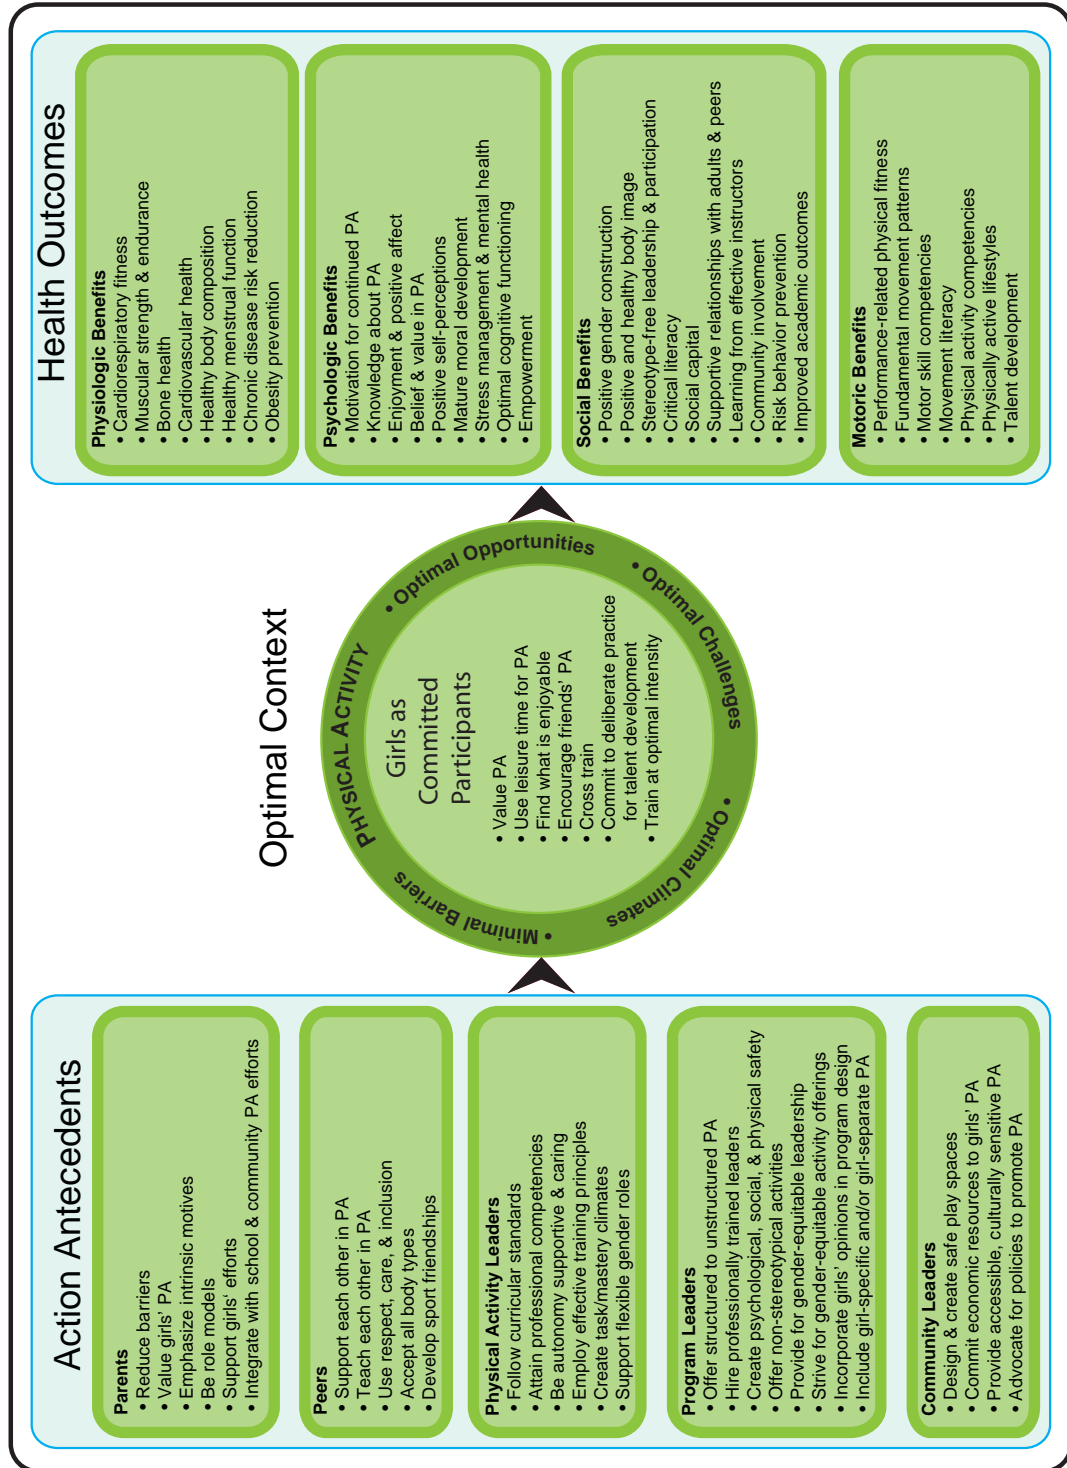 Action Antecedents
Parents
• Reduce barriers
• Value girls' PA
• Emphasize intrinsic motives
• Be role models
• Support girls' efforts
• Integrate with school & community PA efforts
Peers
• Support each other in PA
• Teach each other in PA
• Use respect, care, & inclusion
• Accept all body types
• Develop sport friendships
Physical Activity Leaders
• Follow curricular standards
• Attain professional competencies
• Be autonomy supportive & caring
• Employ effective training principles
• Create task/mastery climates
• Support flexible gender roles
Program Leaders
• Offer structured to unstructured PA
• Hire professionally trained leaders
• Create psychological, social, & physical safety
• Offer non-stereotypical activities
• Provide for gender-equitable leadership
• Strive for gender-equitable activity offerings
• Incorporate girls' opinions in program design
• Include girl-specific and/or girl-separate PA
Community Leaders
• Design & create safe play spaces
• Commit economic resources to girls' PA
• Provide accessible, culturally sensitive PA
• Advocate for policies to promote PA
Optimal Context
PHYSICAL ACTIVITY
• Optimal Opportunities
• Optimal Challenges
• Optimal Climates
• Minimal Barriers
Girls as
Committed
Participants
• Value PA
• Use leisure time for PA
• Find what is enjoyable
• Encourage friends' PA
• Cross train
• Commit to deliberate practice
for talent development
• Train at optimal intensity
Health Outcomes
Physiologic Benefits
• Cardiorespiratory fitness
• Muscular strength & endurance
• Bone health
• Cardiovascular health
• Healthy body composition
• Healthy menstrual function
• Chronic disease risk reduction
• Obesity prevention
Psychologic Benefits
• Motivation for continued PA
• Knowledge about PA
• Enjoyment & positive affect
• Belief & value in PA
• Positive self-perceptions
• Mature moral development
• Stress management & mental health
• Optimal cognitive functioning
• Empowerment
Social Benefits
• Positive gender construction
• Positive and healthy body image
• Stereotype-free leadership & participation
• Critical literacy
• Social capital
• Supportive relationships with adults & peers
• Learning from effective instructors
• Community involvement
• Risk behavior prevention
• Improved academic outcomes
Motoric Benefits
• Performance-related physical fitness
• Fundamental movement patterns
• Motor skill competencies
• Movement literacy
• Physical activity competencies
• Physically active lifestyles
• Talent development